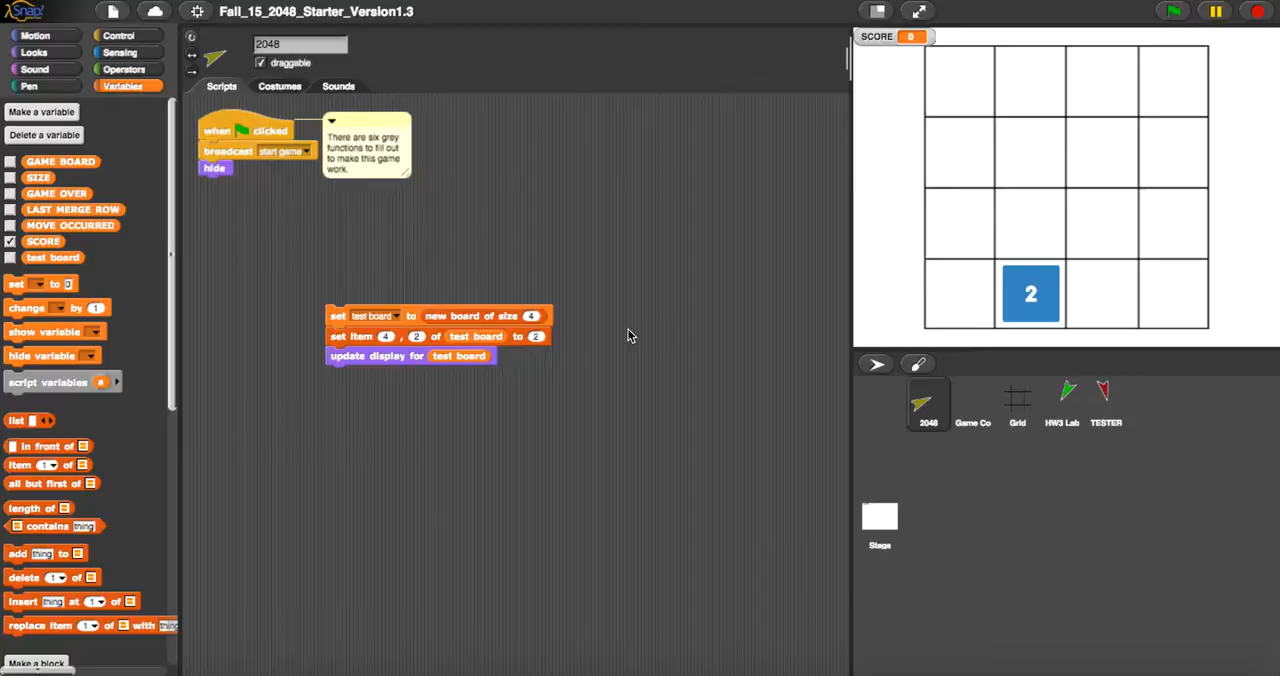 Snap! Fall_15_2048_Starter_Version1.3
Motion Control
Looks Sensing
Sound Operators
Pen Variables
Make a variable
Delete a variable
GAME BOARD
SIZE
GAME OVER
LAST MERGE ROW
MOVE OCCURRED
SCORE
test board
set to 0
change by 1
show variable
hide variable
script variables a
list
in front of
item 1 of
all but first of
length of
contains thing
add thing to
delete 1 of
insert thing at 1 of
replace item 1 of with thing
Make a block
2048
draggable
Scripts Costumes Sounds
when clicked
broadcast start game
hide
There are six grey
functions to fill out
to make this game
work.
set test board to new board of size 4
set item 4 , 2 of test board to 2
update display for test board
SCORE 0
2
2048 Game Co Grid HW3 Lab TESTER
Stage